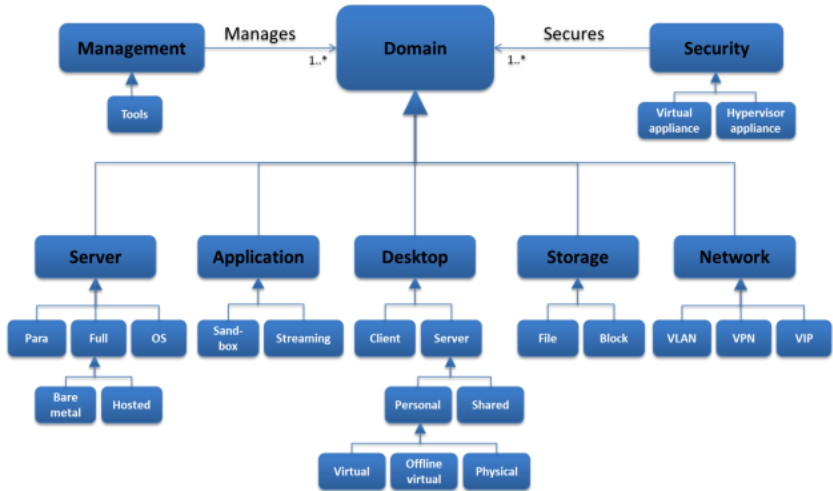 Management
Manages
1..*
Domain
Secures
1..*
Security
Tools
Virtual
appliance
Hypervisor
appliance
Server
Application
Desktop
Storage
Network
Para
Full
OS
Sand-
box
Streaming
Client
Server
File
Block
VLAN
VPN
VIP
Bare
metal
Hosted
Personal
Shared
Virtual
Offline
virtual
Physical